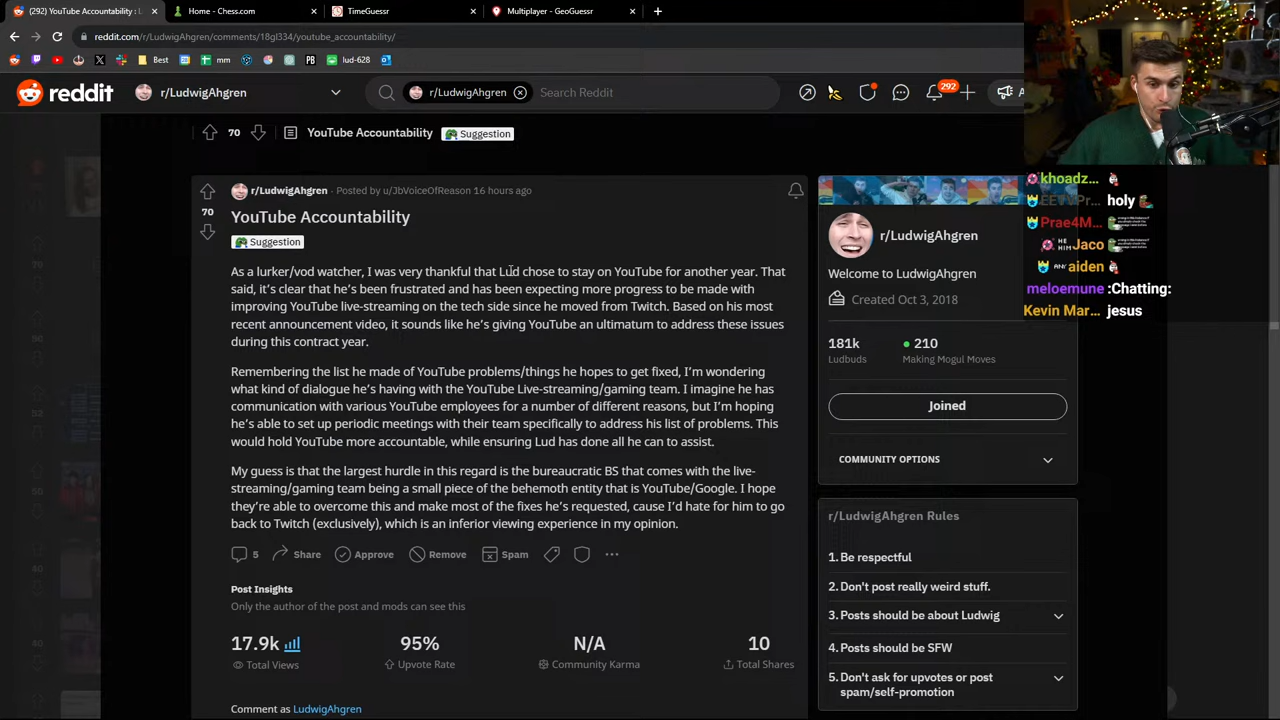 (292) YouTube Accountability : L
Home - Chess.com
TimeGuessr
Multiplayer - GeoGuessr
reddit.com/r/LudwigAhgren/comments/18gl334/youtube_accountability/
Best
mm
PB
lud-628
reddit
r/LudwigAhgren
r/LudwigAhgren
Search Reddit
292
70
YouTube Accountability
Suggestion
r/LudwigAhgren Posted by u/JbVoiceOfReason 16 hours ago
70
YouTube Accountability
Suggestion
As a lurker/vod watcher, I was very thankful that Lud chose to stay on YouTube for another year. That
said, it's clear that he's been frustrated and has been expecting more progress to be made with
improving YouTube live-streaming on the tech side since he moved from Twitch. Based on his most
recent announcement video, it sounds like he's giving YouTube an ultimatum to address these issues
during this contract year.
Remembering the list he made of YouTube problems/things he hopes to get fixed, I'm wondering
what kind of dialogue he's having with the YouTube Live-streaming/gaming team. I imagine he has
communication with various YouTube employees for a number of different reasons, but I'm hoping
he's able to set up periodic meetings with their team specifically to address his list of problems. This
would hold YouTube more accountable, while ensuring Lud has done all he can to assist.
My guess is that the largest hurdle in this regard is the bureaucratic BS that comes with the live-
streaming/gaming team being a small piece of the behemoth entity that is YouTube/Google. I hope
they're able to overcome this and make most of the fixes he's requested, cause I'd hate for him to go
back to Twitch (exclusively), which is an inferior viewing experience in my opinion.
5
Share
Approve
Remove
Spam
Post Insights
Only the author of the post and mods can see this
17.9k
95%
N/A
10
Total Views
Upvote Rate
Community Karma
Total Shares
Comment as LudwigAhgren
r/LudwigAhgren
Welcome to LudwigAhgren
Created Oct 3, 2018
181k
210
Ludbuds
Making Mogul Moves
Joined
COMMUNITY OPTIONS
r/LudwigAhgren Rules
1. Be respectful
2. Don't post really weird stuff.
3. Posts should be about Ludwig
4. Posts should be SFW
5. Don't ask for upvotes or post
spam/self-promotion
khoadz...
EETVPr... holy
Prae4M...
HE HIM Jaco
aiden
meloemune :Chatting:
Kevin Mar... jesus